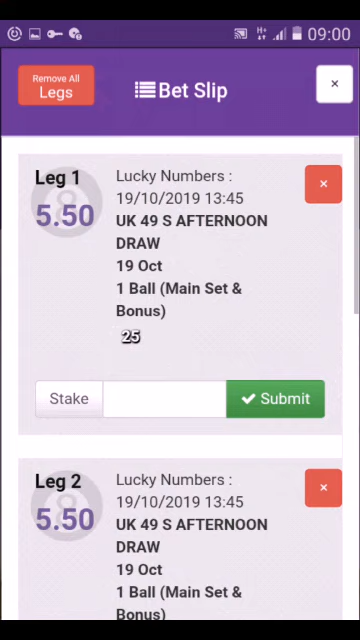 H+ 09:00
Remove All
Legs
Bet Slip
×
Leg 1
5.50
Lucky Numbers :
19/10/2019 13:45
UK 49 S AFTERNOON
DRAW
19 Oct
1 Ball (Main Set &
Bonus)
25
×
Stake
Submit
Leg 2
5.50
Lucky Numbers :
19/10/2019 13:45
UK 49 S AFTERNOON
DRAW
19 Oct
1 Ball (Main Set &
Bonus)
×